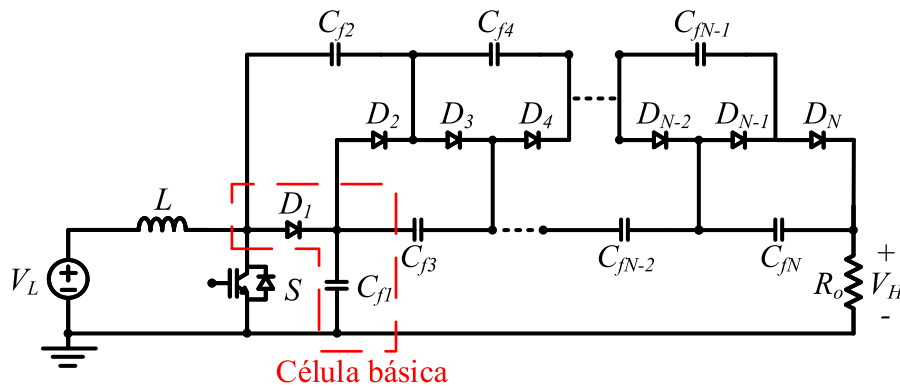 C_{f2} C_{f4} C_{fN-1}
D_2 D_3 D_4 D_{N-2} D_{N-1} D_N
L D_1
C_{f3} C_{fN-2} C_{fN}
V_L S C_{f1} R_o + V_H -
Célula básica